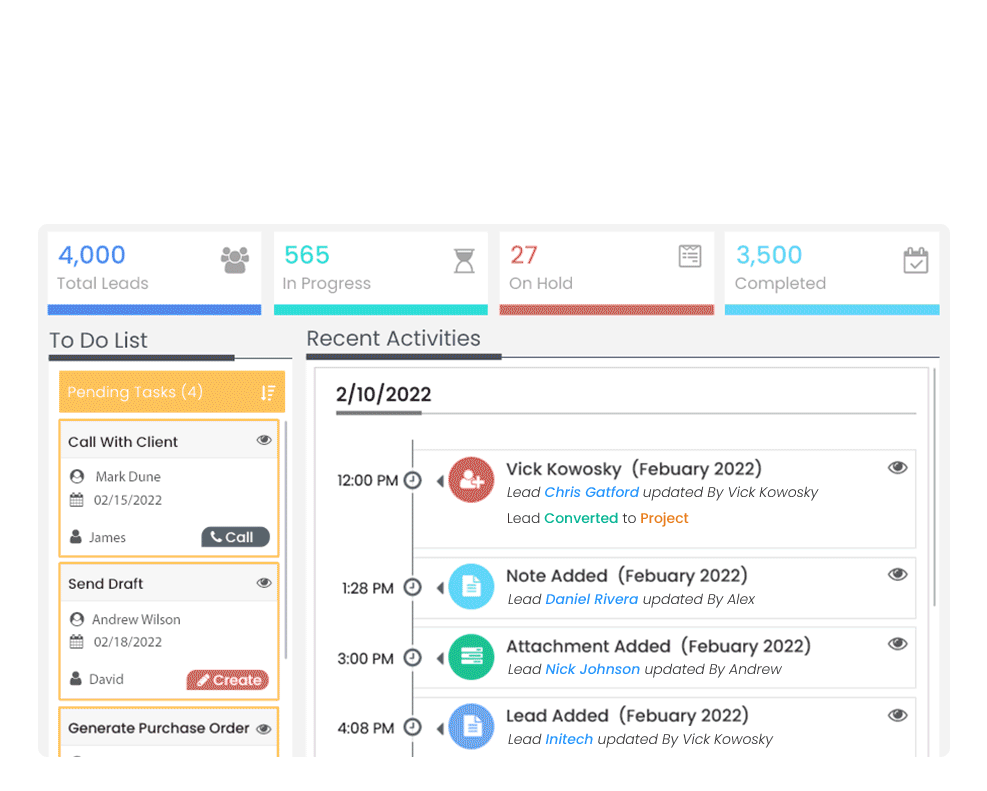 4,000
Total Leads
565
In Progress
27
On Hold
3,500
Completed
To Do List
Pending Tasks (4)
Call With Client
Mark Dune
02/15/2022
James
Call
Send Draft
Andrew Wilson
02/18/2022
David
Create
Generate Purchase Order
Recent Activities
2/10/2022
12:00 PM
Vick Kowosky (Febuary 2022)
Lead Chris Gatford updated By Vick Kowosky
Lead Converted to Project
1:28 PM
Note Added (Febuary 2022)
Lead Daniel Rivera updated By Alex
3:00 PM
Attachment Added (Febuary 2022)
Lead Nick Johnson updated By Andrew
4:08 PM
Lead Added (Febuary 2022)
Lead Initech updated By Vick Kowosky